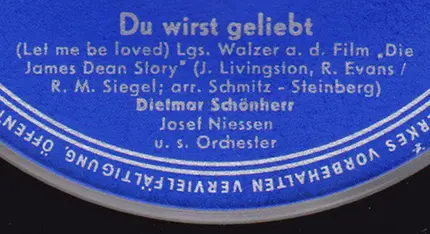 Du wirst geliebt
(Let me be loved) Lgs. Walzer a. d. Film „Die
James Dean Story" (J. Livingston, R. Evans /
R. M. Siegel; arr. Schmitz - Steinberg)
Dietmar Schönherr
Josef Niessen
u. s. Orchester
VORBEHALTEN VERVIELFÄLTIGUNG, ÖFFENT